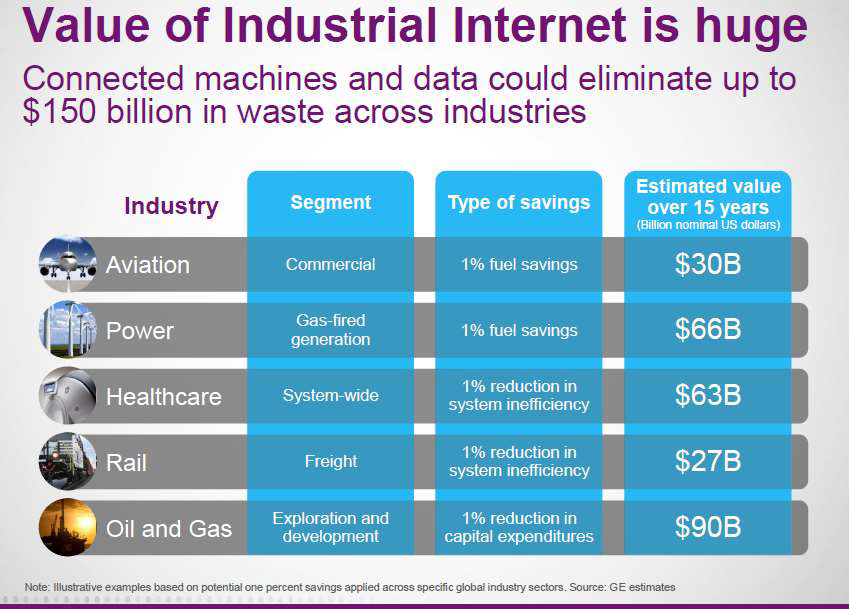 Value of Industrial Internet is huge
Connected machines and data could eliminate up to
$150 billion in waste across industries
Industry
Segment
Type of savings
Estimated value
over 15 years
(Billion nominal US dollars)
Aviation
Commercial
1% fuel savings
$30B
Power
Gas-fired
generation
1% fuel savings
$66B
Healthcare
System-wide
1% reduction in
system inefficiency
$63B
Rail
Freight
1% reduction in
system inefficiency
$27B
Oil and Gas
Exploration and
development
1% reduction in
capital expenditures
$90B
Note: Illustrative examples based on potential one percent savings applied across specific global industry sectors. Source: GE estimates